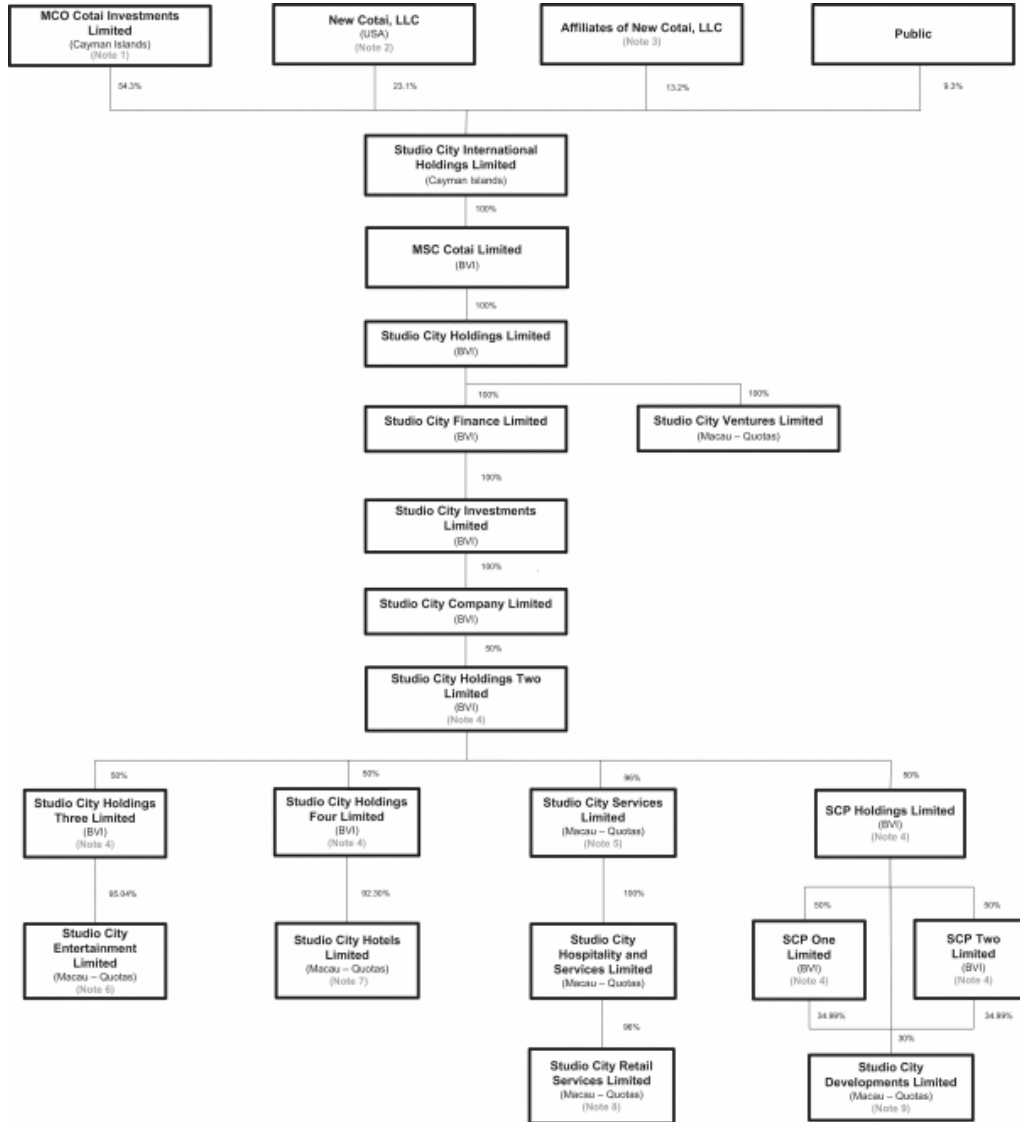 MCO Cotai Investments
Limited
(Cayman Islands)
(Note 1)
New Cotai, LLC
(USA)
(Note 2)
Affiliates of New Cotai, LLC
(Note 3)
Public
54.3%
23.1%
13.2%
9.3%
Studio City International
Holdings Limited
(Cayman Islands)
100%
MSC Cotai Limited
(BVI)
100%
Studio City Holdings Limited
(BVI)
100%
100%
Studio City Finance Limited
(BVI)
Studio City Ventures Limited
(Macau – Quotas)
100%
Studio City Investments
Limited
(BVI)
100%
Studio City Company Limited
(BVI)
50%
Studio City Holdings Two
Limited
(BVI)
(Note 4)
50%
50%
96%
50%
Studio City Holdings
Three Limited
(BVI)
(Note 4)
Studio City Holdings
Four Limited
(BVI)
(Note 4)
Studio City Services
Limited
(Macau – Quotas)
(Note 5)
SCP Holdings Limited
(BVI)
(Note 4)
95.04%
92.30%
100%
50%
50%
Studio City
Entertainment
Limited
(Macau – Quotas)
(Note 6)
Studio City Hotels
Limited
(Macau – Quotas)
(Note 7)
Studio City
Hospitality and
Services Limited
(Macau – Quotas)
SCP One
Limited
(BVI)
(Note 4)
SCP Two
Limited
(BVI)
(Note 4)
96%
34.99%
34.99%
30%
Studio City Retail
Services Limited
(Macau – Quotas)
(Note 8)
Studio City
Developments Limited
(Macau – Quotas)
(Note 9)